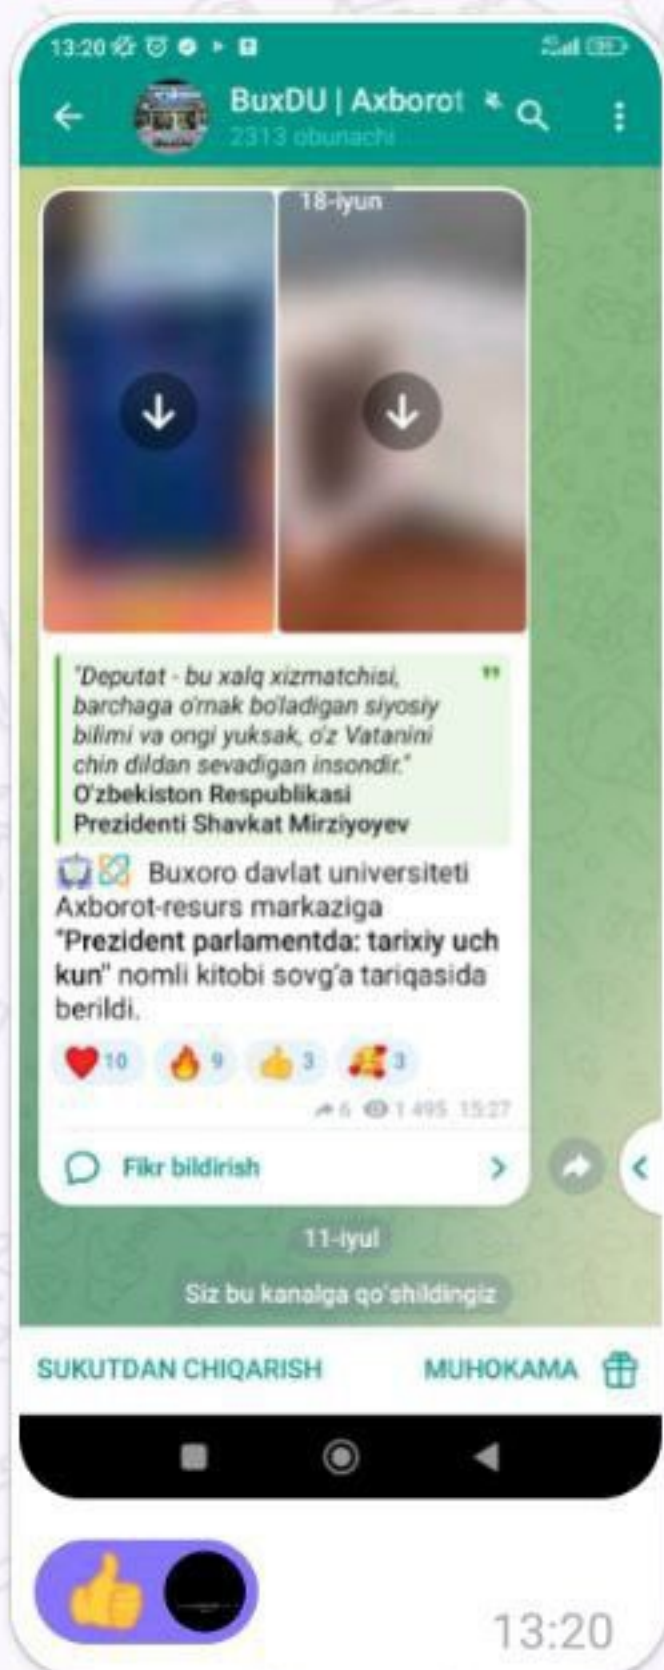 13:20
BuxDU | Axborot
2313 obunachi
18-iyun
"Deputat - bu xalq xizmatchisi,
barchaga o'rnak bo'ladigan siyosiy
bilimi va ongi yuksak, o'z Vatanini
chin dildan sevadigan insondir."
O'zbekiston Respublikasi
Prezidenti Shavkat Mirziyoyev
Buxoro davlat universiteti
Axborot-resurs markaziga
"Prezident parlamentda: tarixiy uch
kun" nomli kitobi sovg'a tariqasida
berildi.
10 9 3 3
6 1 495 15:27
Fikr bildirish
11-iyul
Siz bu kanalga qo'shildingiz
SUKUTDAN CHIQARISH MUHOKAMA
13:20